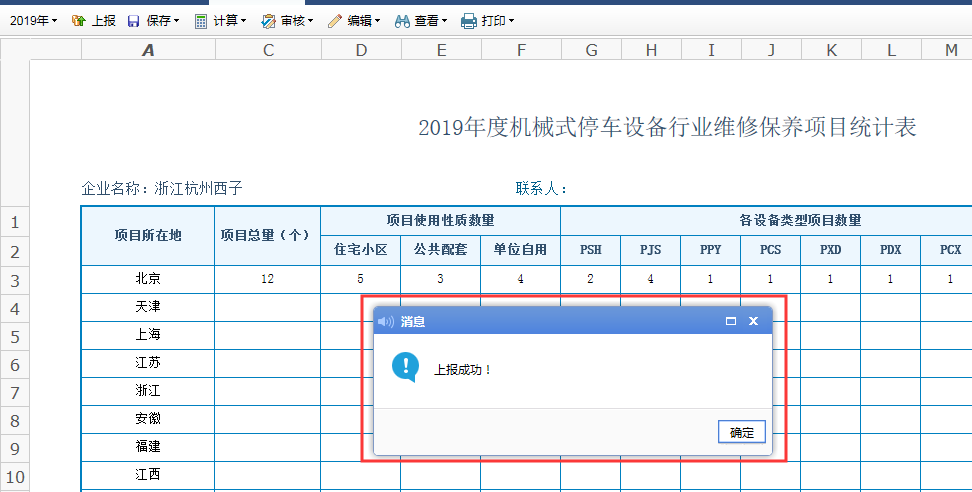 2019年 上报 保存 计算 审核 编辑 查看 打印
A C D E F G H I J K L M
2019年度机械式停车设备行业维修保养项目统计表
企业名称：浙江杭州西子 联系人：
1 项目所在地 项目总量（个） 项目使用性质数量 各设备类型项目数量
2 住宅小区 公共配套 单位自用 PSH PJS PPY PCS PXD PDX PCX
3 北京 12 5 3 4 2 4 1 1 1 1 1
4 天津
消息
5 上海
6 江苏
上报成功！
7 浙江
8 安徽
确定
9 福建
10 江西